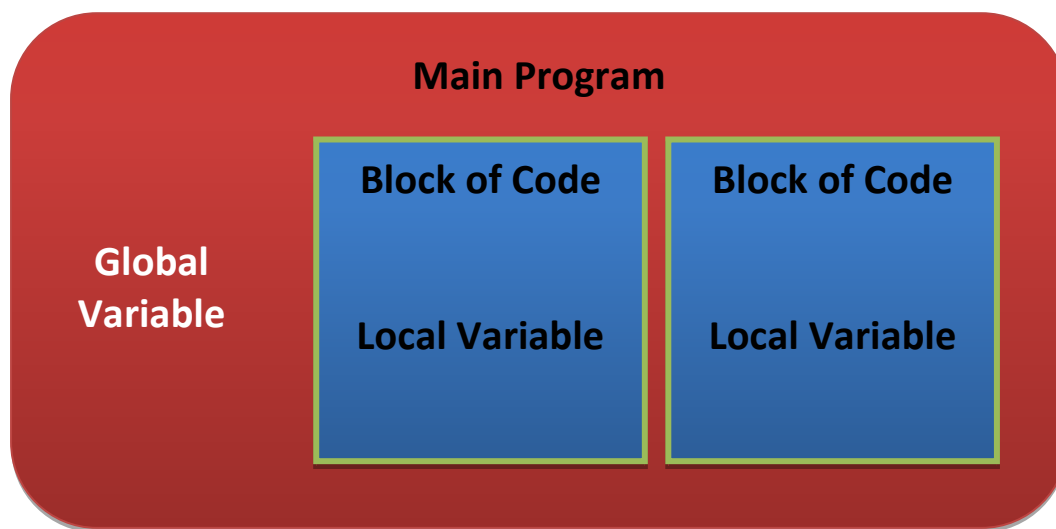 Main Program
Block of Code
Block of Code
Global
Variable
Local Variable
Local Variable